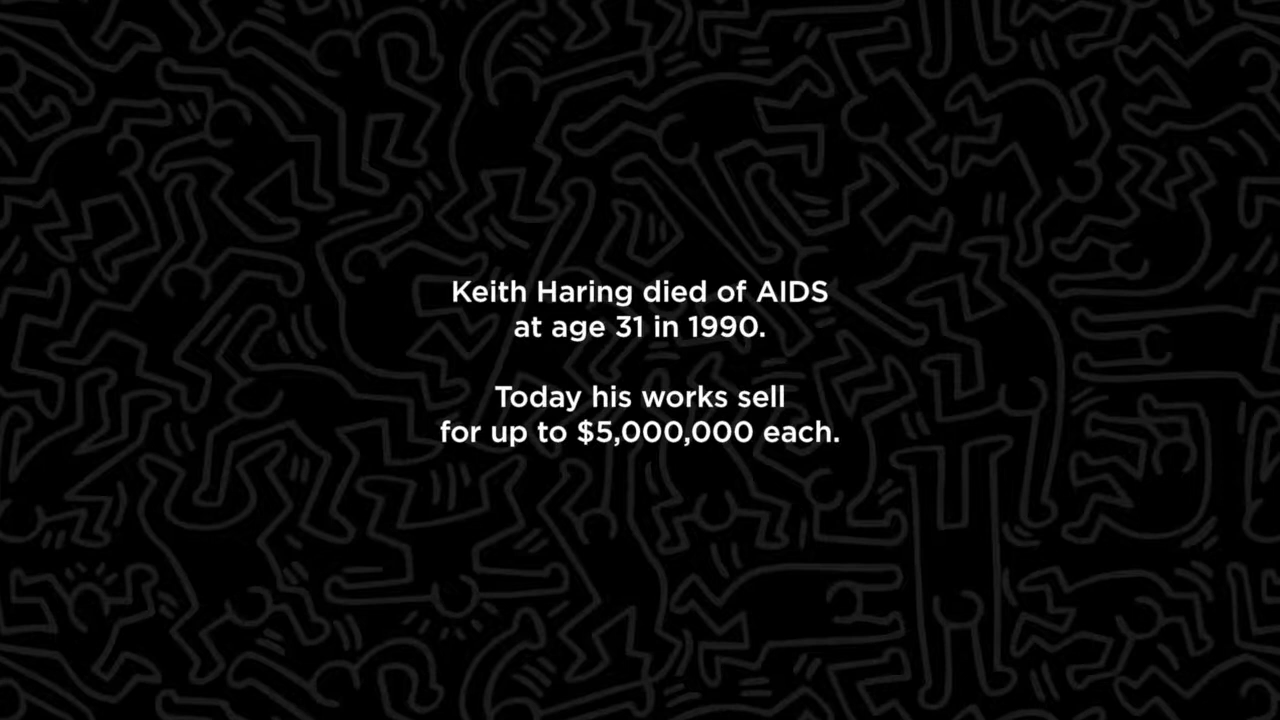 Keith Haring died of AIDS
at age 31 in 1990.
Today his works sell
for up to $5,000,000 each.